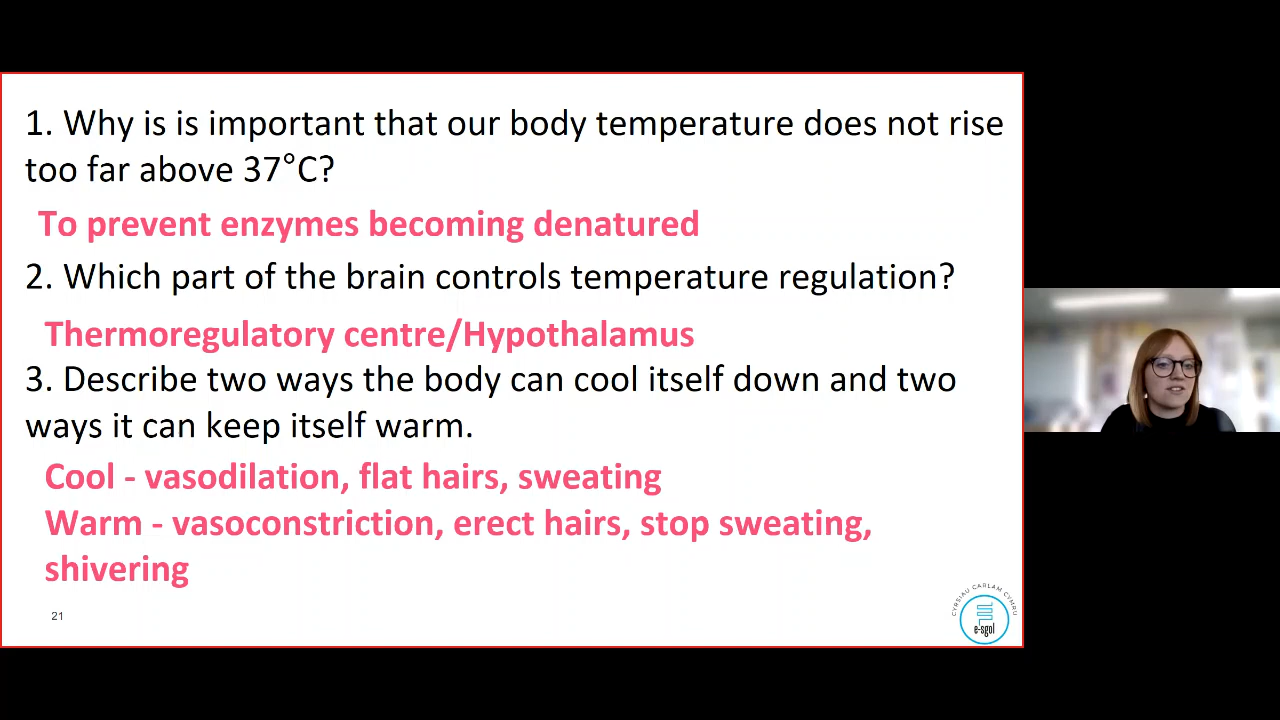 1. Why is is important that our body temperature does not rise
too far above 37°C?
To prevent enzymes becoming denatured
2. Which part of the brain controls temperature regulation?
Thermoregulatory centre/Hypothalamus
3. Describe two ways the body can cool itself down and two
ways it can keep itself warm.
Cool - vasodilation, flat hairs, sweating
Warm - vasoconstriction, erect hairs, stop sweating,
shivering
21
CYRSIAU CARLAM CYMRU
e-sgol